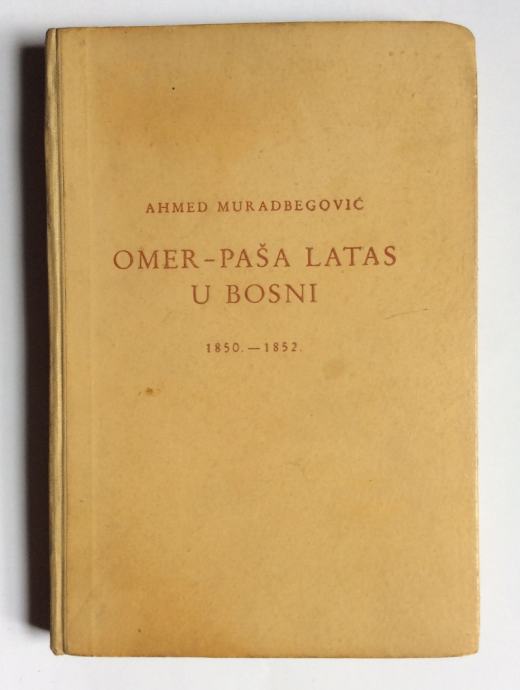 AHMED MURADBEGOVIĆ
OMER-PAŠA LATAS
U BOSNI
1850.—1852.